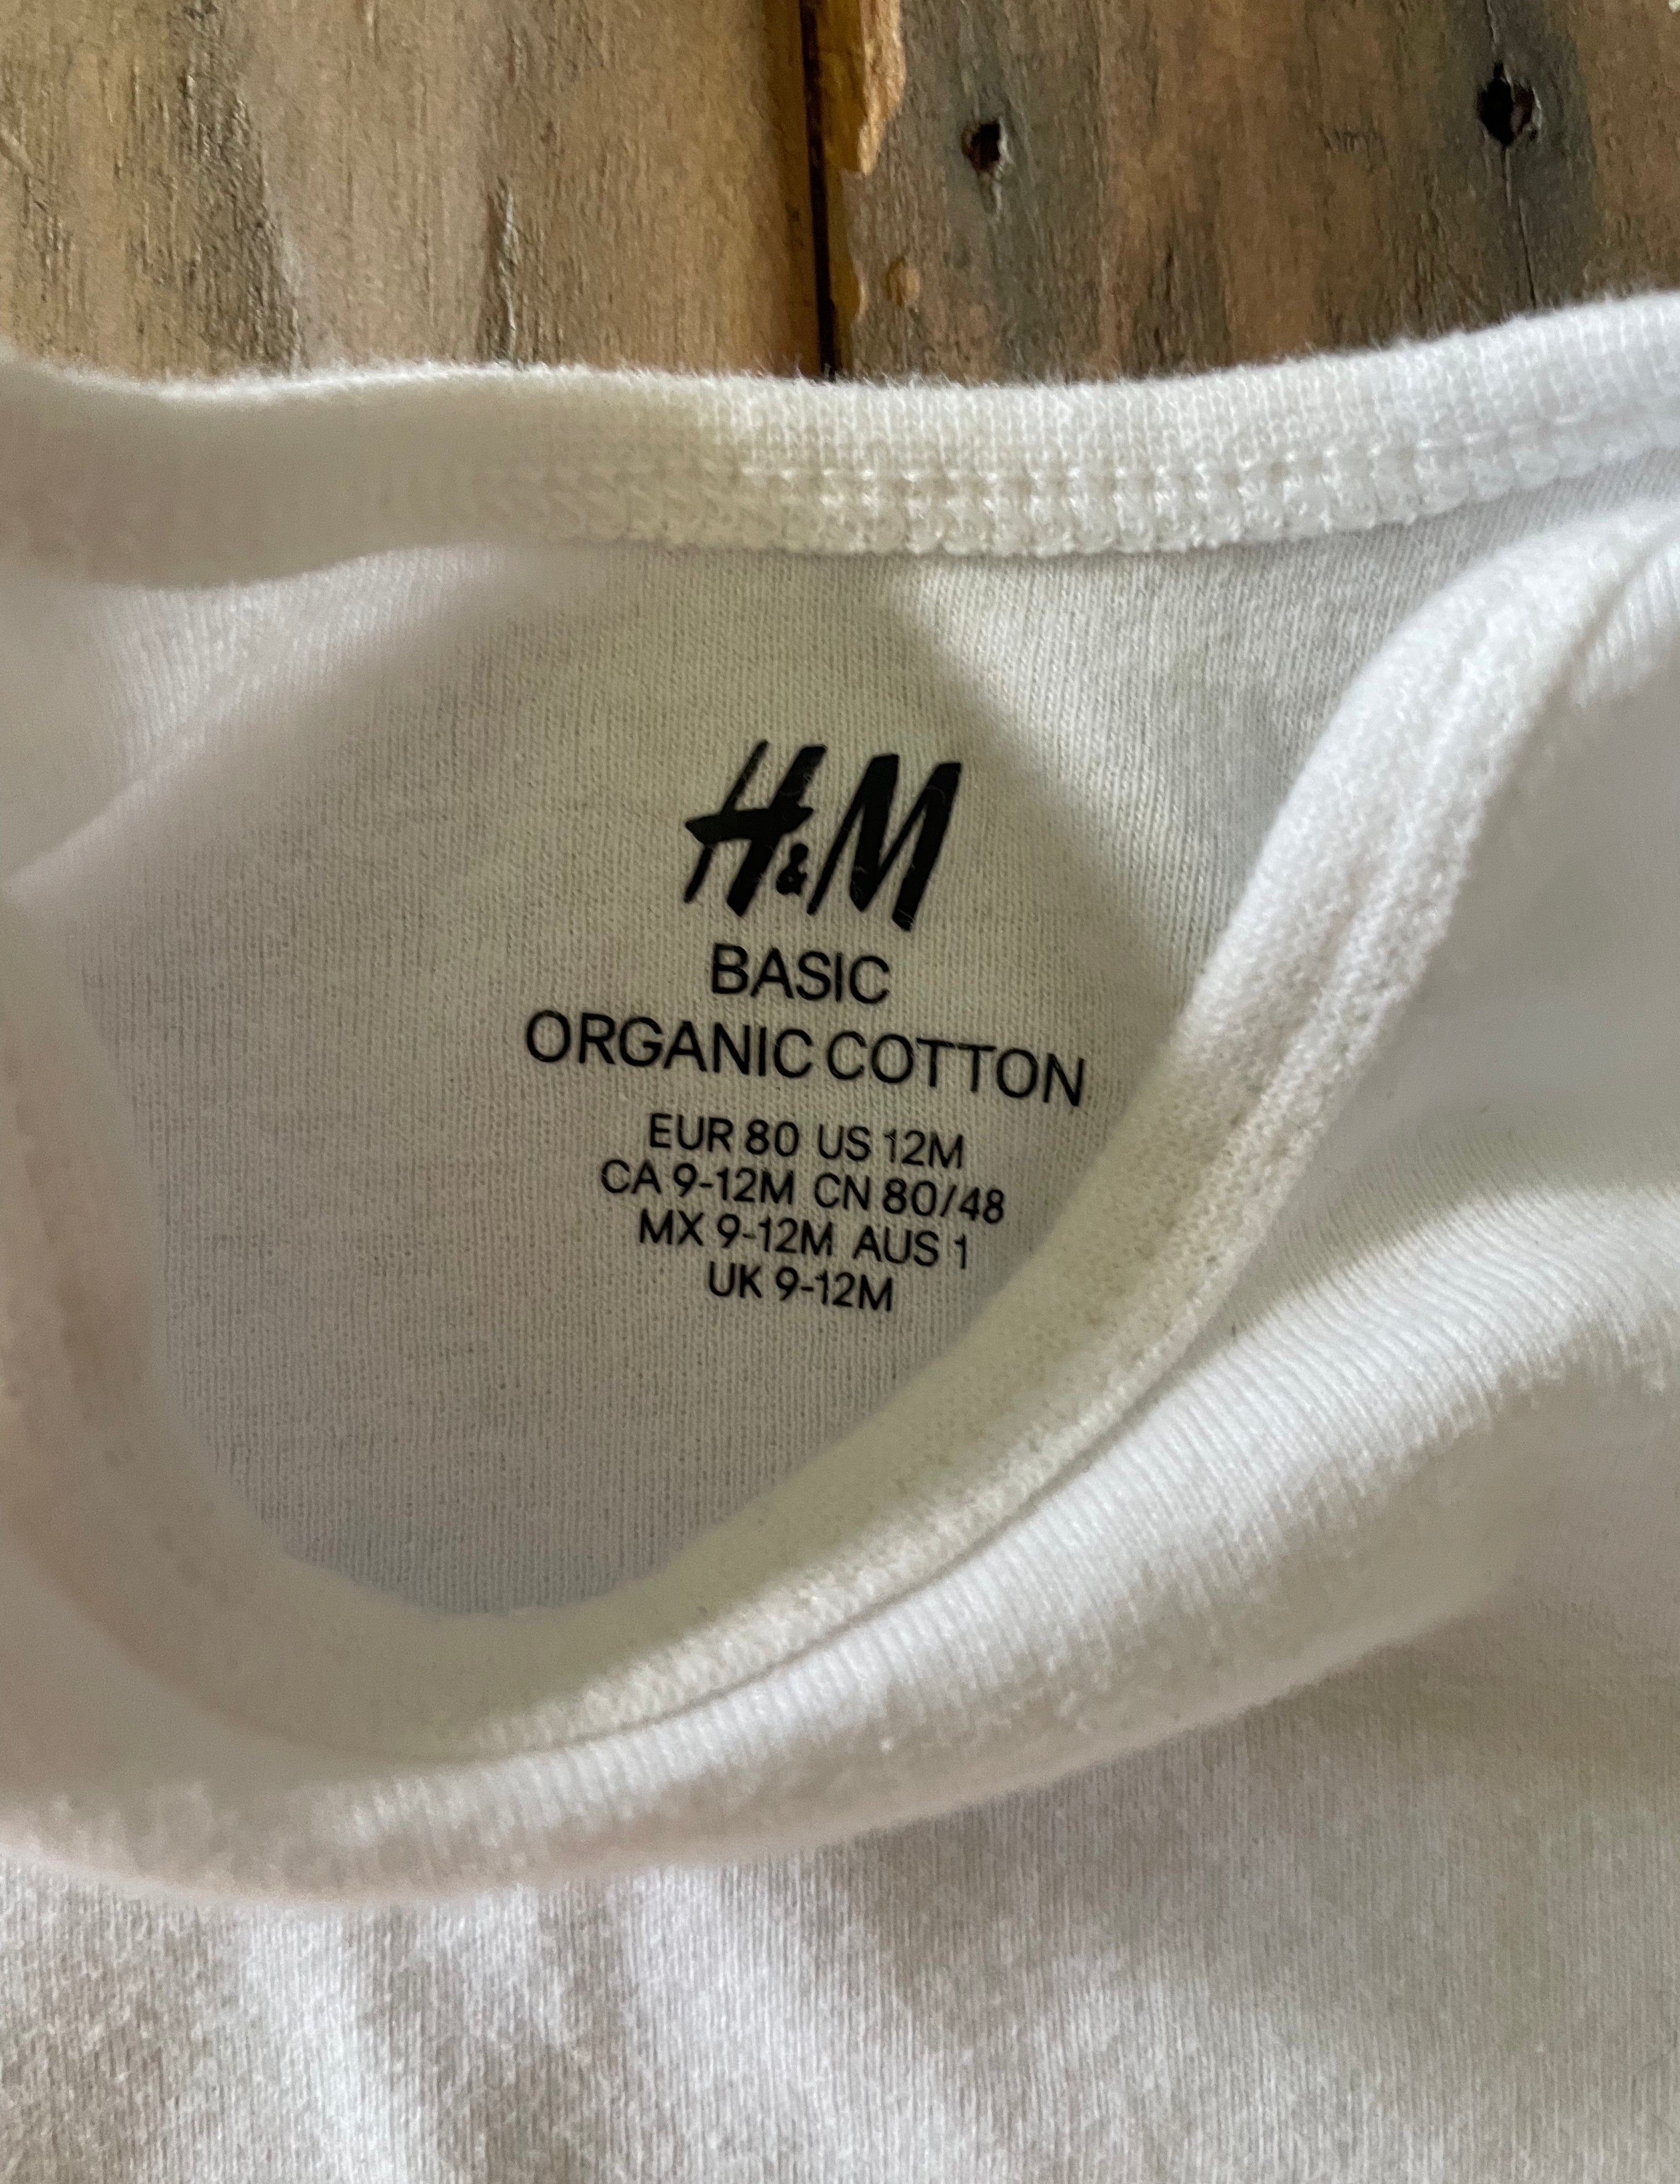 H&M
BASIC
ORGANIC COTTON
EUR 80 US 12M
CA 9-12M CN 80/48
MX 9-12M AUS 1
UK 9-12M